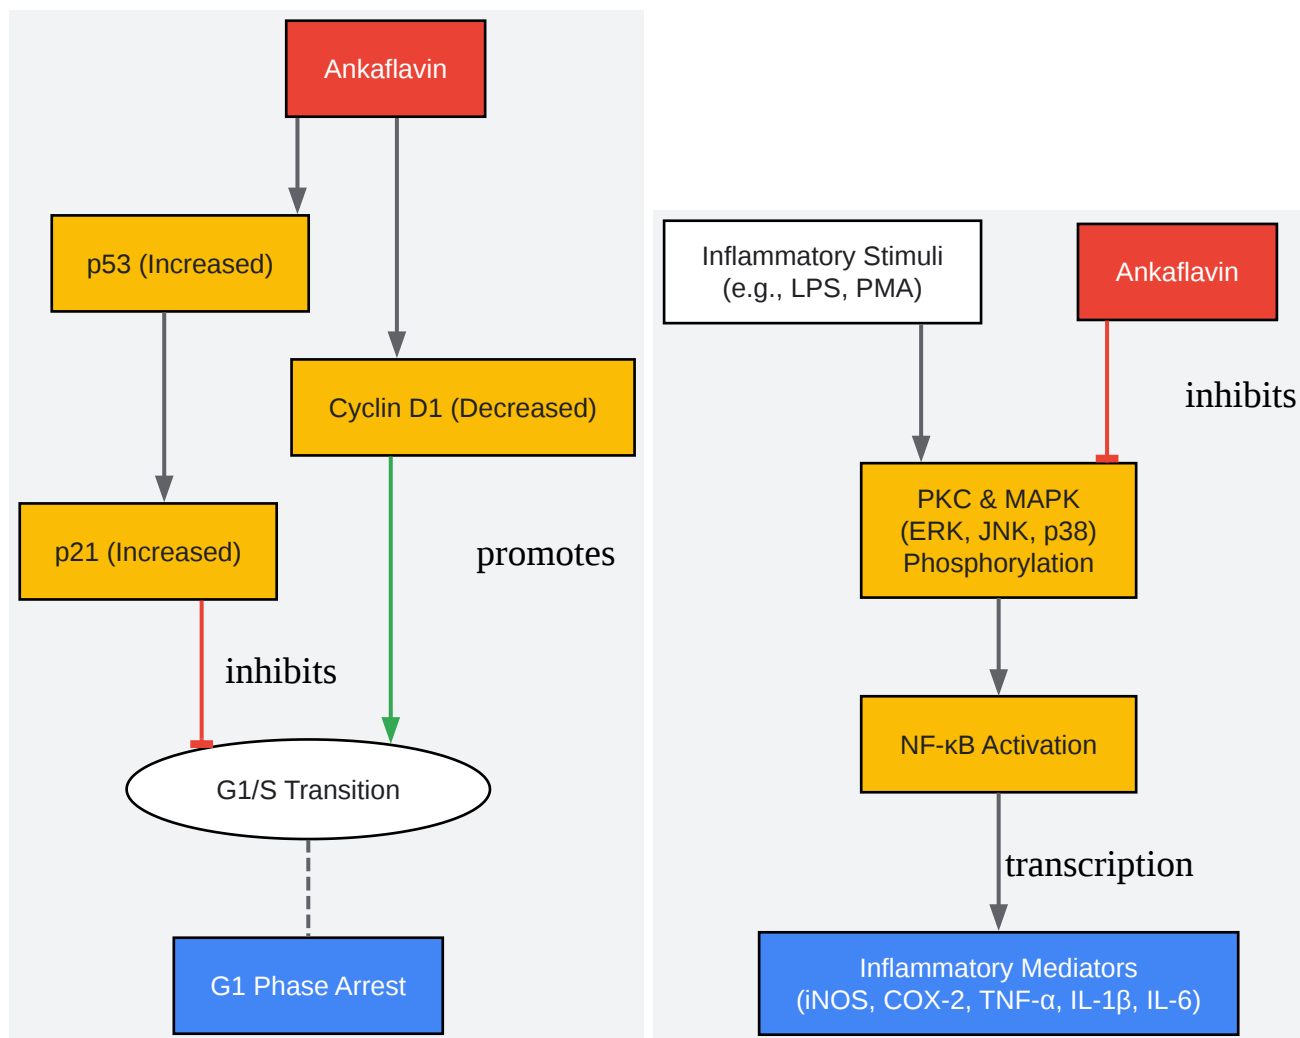 Ankaflavin
p53 (Increased)
Cyclin D1 (Decreased)
p21 (Increased)
promotes
inhibits
G1/S Transition
G1 Phase Arrest
Inflammatory Stimuli
(e.g., LPS, PMA)
Ankaflavin
inhibits
PKC & MAPK
(ERK, JNK, p38)
Phosphorylation
NF-κB Activation
transcription
Inflammatory Mediators
(iNOS, COX-2, TNF-α, IL-1β, IL-6)